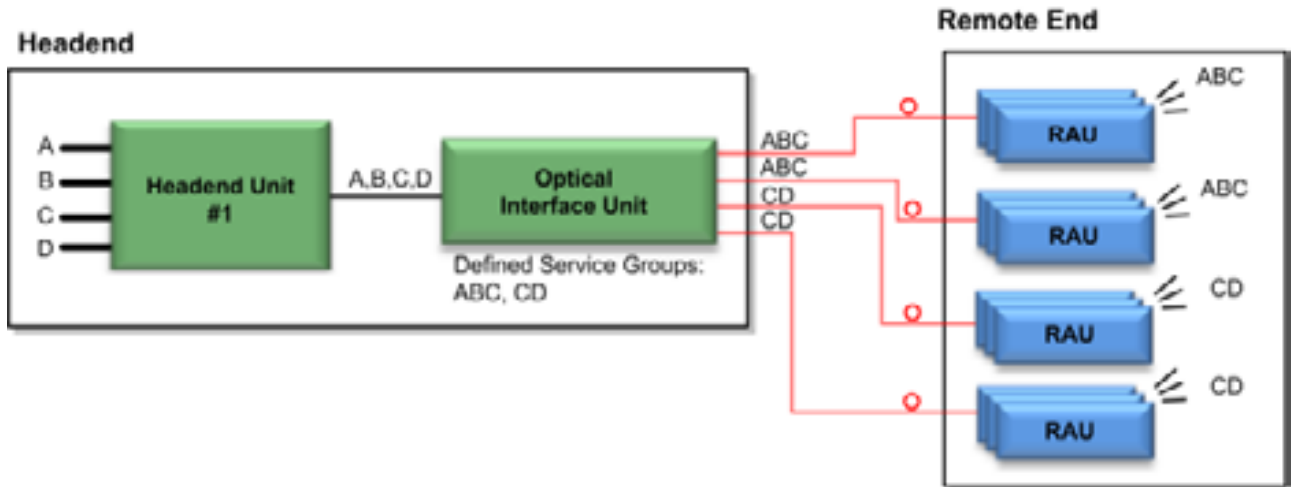 Headend
Remote End
A
B
C
D
Headend Unit
#1
A,B,C,D
Optical
Interface Unit
Defined Service Groups:
ABC, CD
ABC
ABC
CD
CD
RAU
ABC
RAU
ABC
RAU
CD
RAU
CD